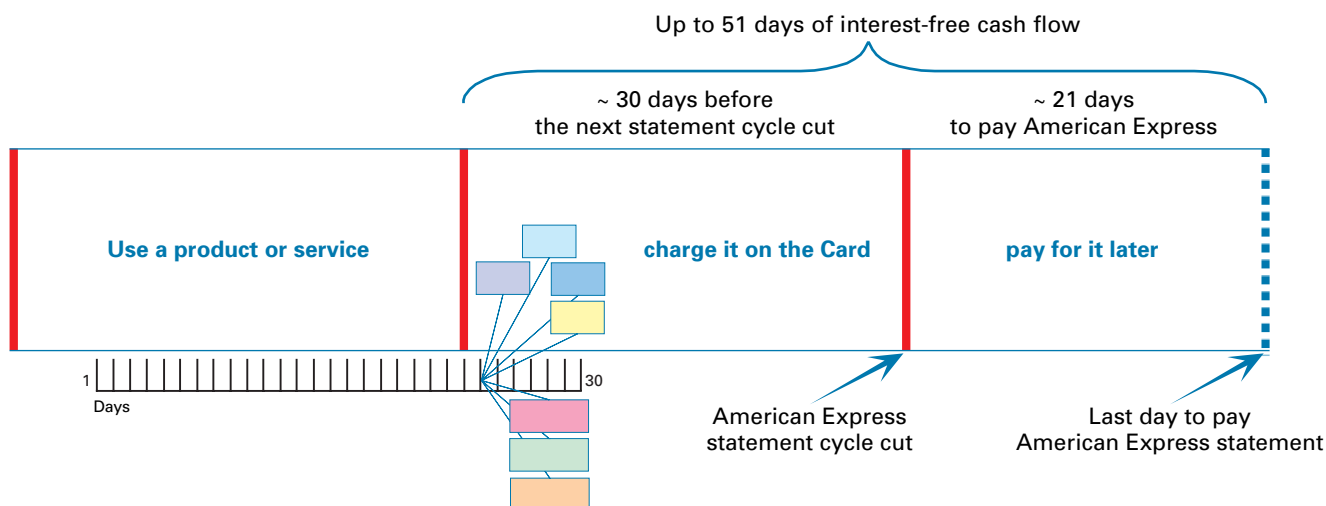 Up to 51 days of interest-free cash flow
~ 30 days before
the next statement cycle cut
~ 21 days
to pay American Express
Use a product or service
charge it on the Card
pay for it later
1
30
Days
American Express
statement cycle cut
Last day to pay
American Express statement